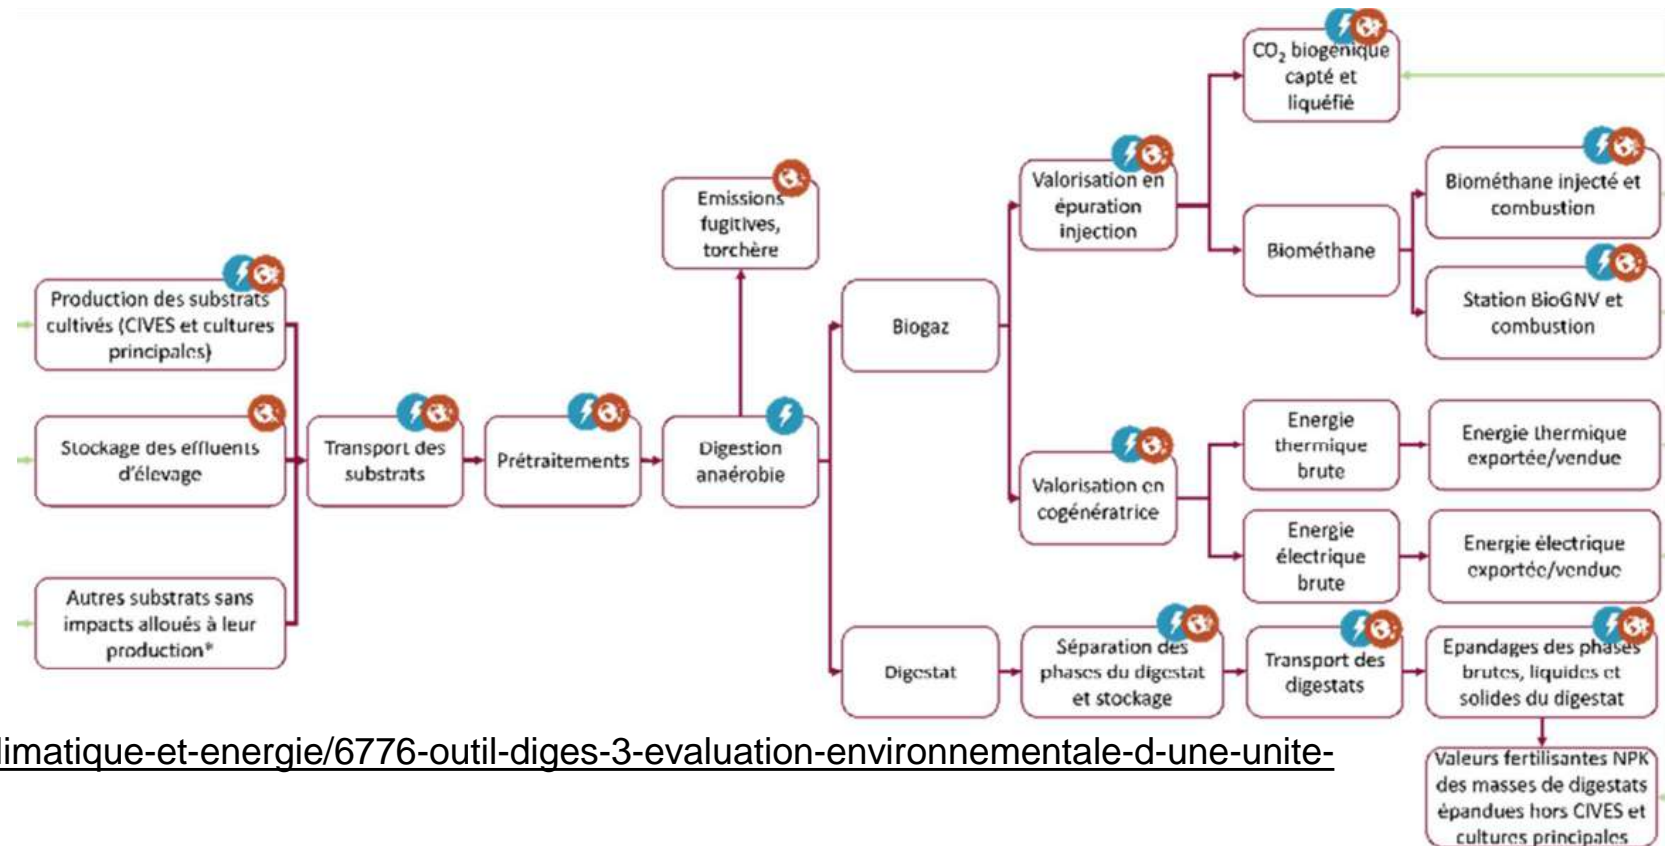 CO₂ biogénique
capté et
liquéfié
Valorisation en
épuration
injection
Biométhane injecté et
combustion
Emissions
fugitives,
torchère
Biométhane
Production des substrats
cultivés (CIVES et cultures
principales)
Biogaz
Station BioGNV et
combustion
Stockage des effluents
d'élevage
Transport des
substrats
Prétraitements
Digestion
anaérobie
Valorisation en
cogénératrice
Energie
thermique
brute
Energie thermique
exportée/vendue
Energie
électrique
brute
Energie électrique
exportée/vendue
Autres substrats sans
impacts alloués à leur
production*
Digestat
Séparation des
phases du digestat
et stockage
Transport des
digestats
Epandages des phases
brutes, liquides et
solides du digestat
limatique-et-energie/6776-outil-diges-3-evaluation-environnementale-d-une-unite-
Valeurs fertilisantes NPK
des masses de digestats
épandues hors CIVES et
cultures principales